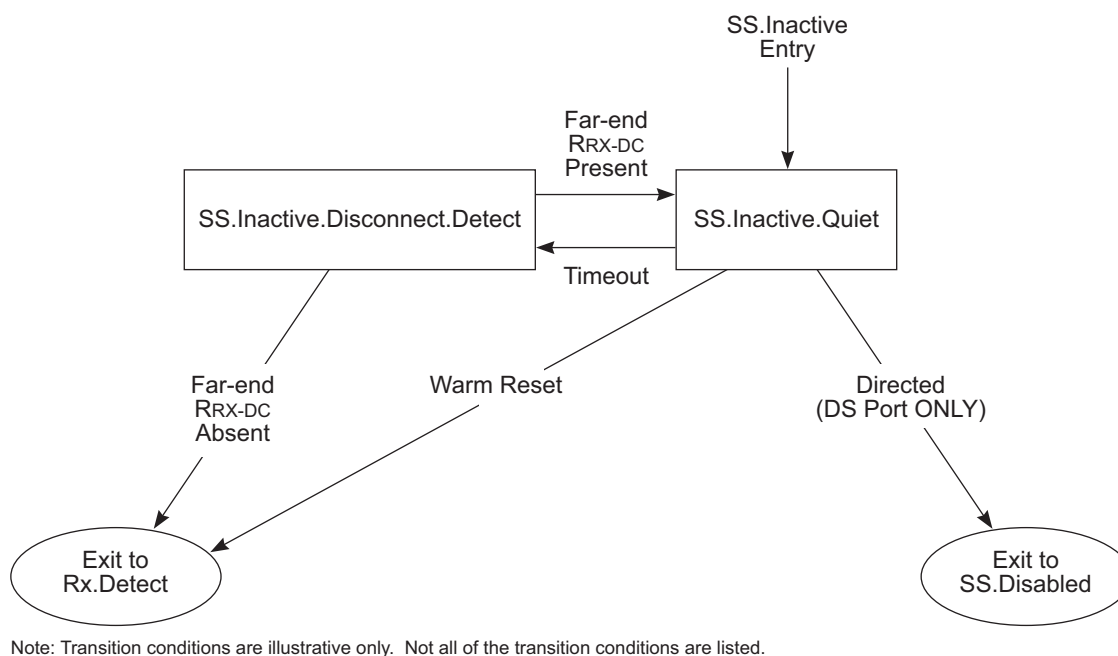 SS.Inactive
Entry
Far-end
RRX-DC
Present
SS.Inactive.Disconnect.Detect
SS.Inactive.Quiet
Timeout
Far-end
RRX-DC
Absent
Warm Reset
Directed
(DS Port ONLY)
Exit to
Rx.Detect
Exit to
SS.Disabled
Note: Transition conditions are illustrative only. Not all of the transition conditions are listed.